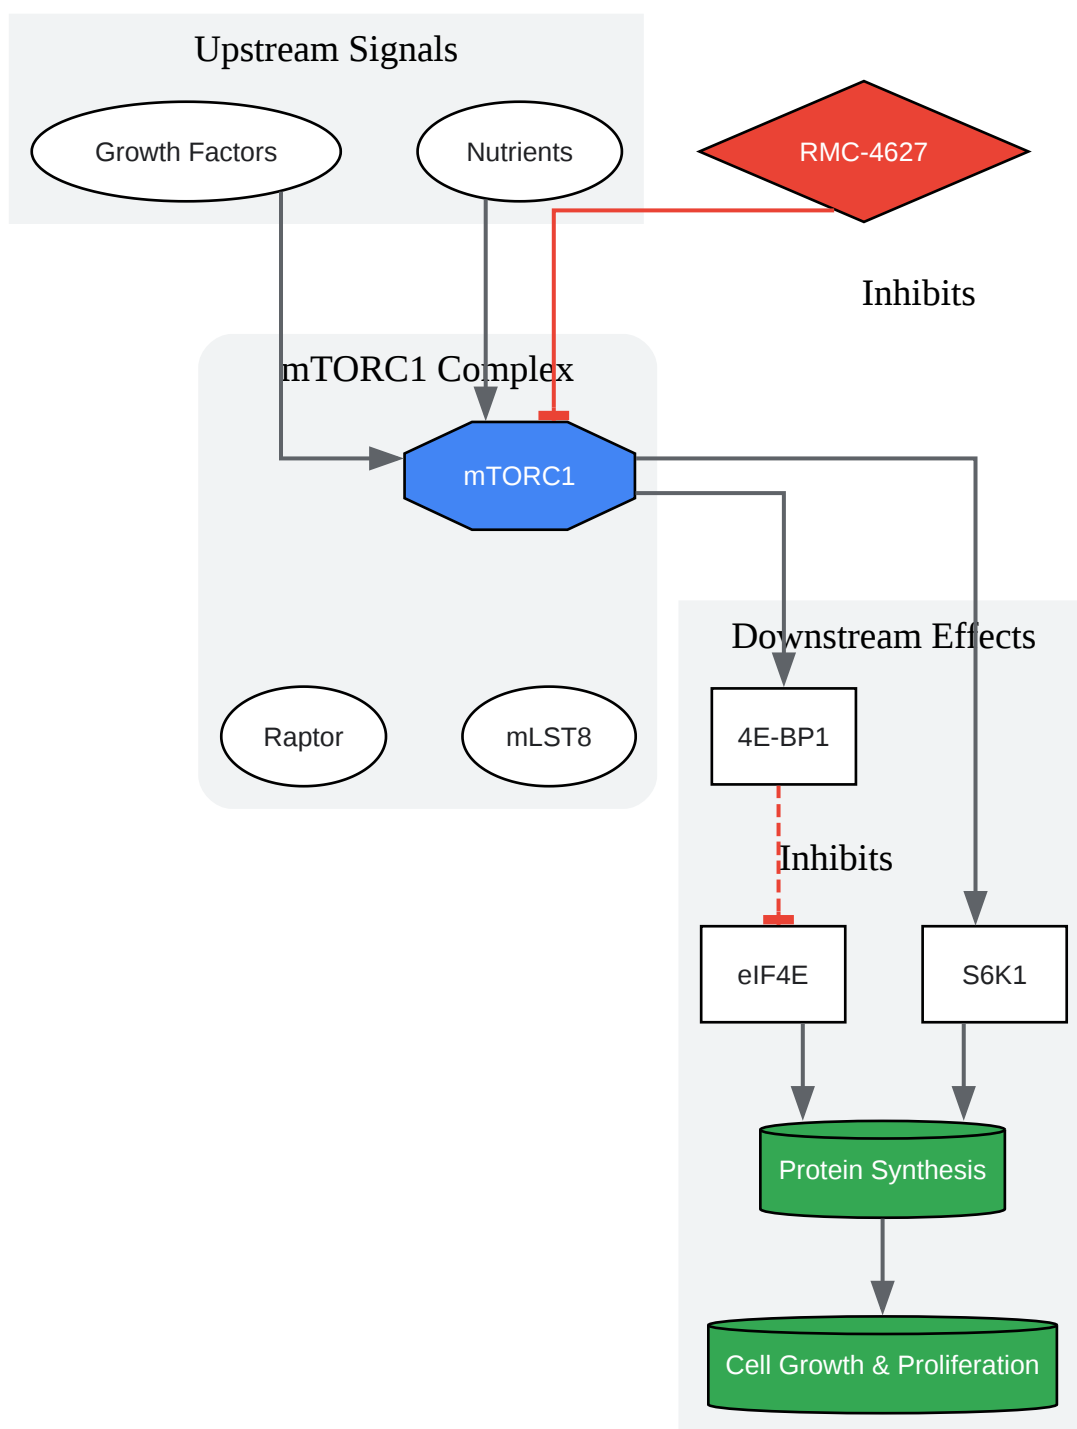 Upstream Signals
Growth Factors
Nutrients
RMC-4627
Inhibits
mTORC1 Complex
mTORC1
Downstream Effects
Raptor
mLST8
4E-BP1
Inhibits
eIF4E
S6K1
Protein Synthesis
Cell Growth & Proliferation